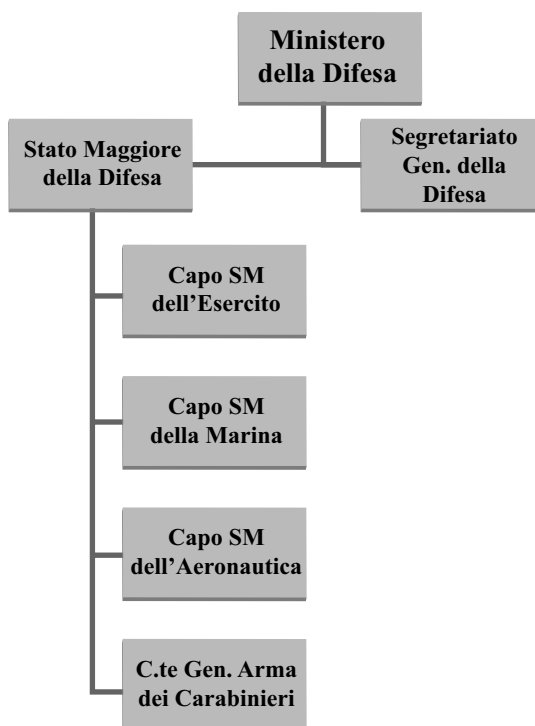 Ministero
della Difesa
Stato Maggiore
della Difesa
Segretariato
Gen. della
Difesa
Capo SM
dell’Esercito
Capo SM
della Marina
Capo SM
dell’Aeronautica
C.te Gen. Arma
dei Carabinieri